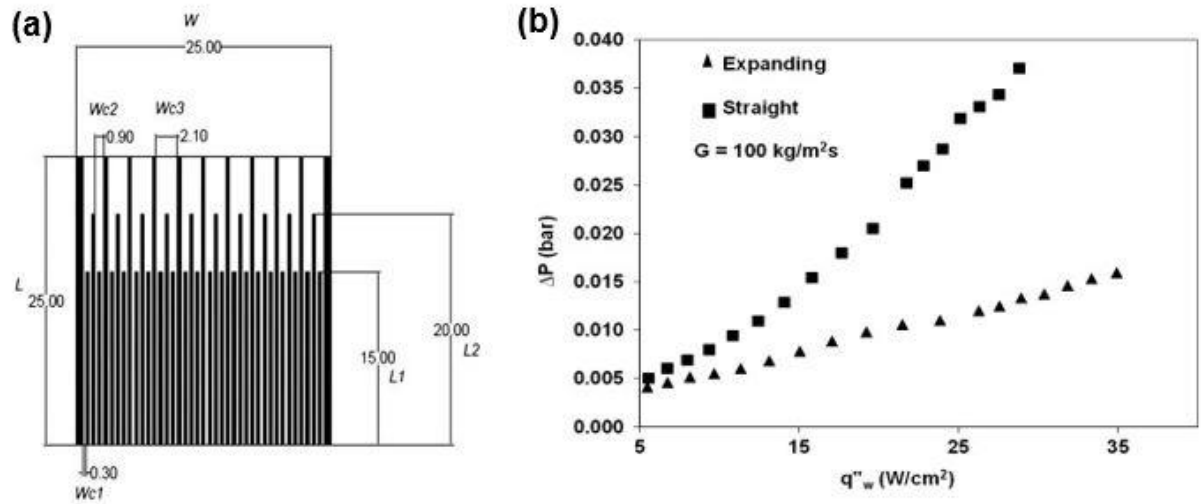 (a)
W
25.00
Wc2
0.90
Wc3
2.10
L
25.00
20.00
L2
15.00
L1
0.30
Wc1
(b)
0.040
0.035
0.030
0.025
0.020
0.015
0.010
0.005
0.000
ΔP (bar)
Expanding
Straight
G = 100 kg/m²s
5
15
25
35
q"w (W/cm²)